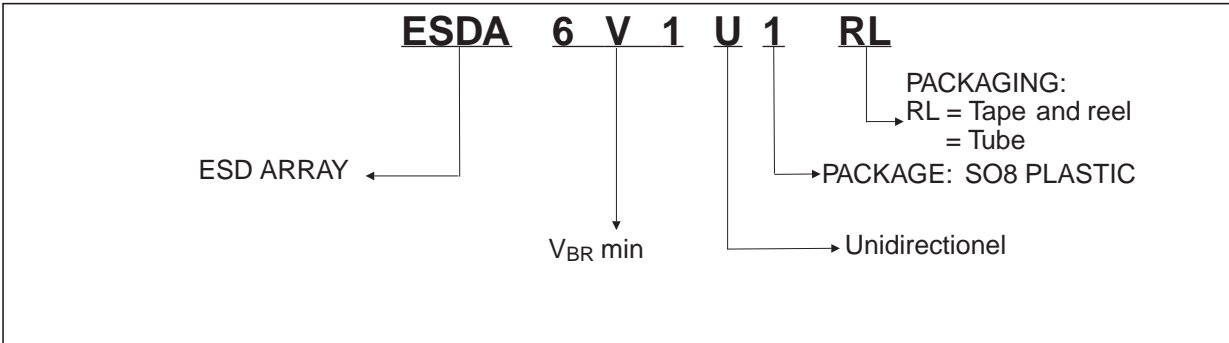 ESDA 6 V 1 U 1 RL
PACKAGING:
RL = Tape and reel
= Tube
ESD ARRAY
PACKAGE: SO8 PLASTIC
VBR min
Unidirectionel